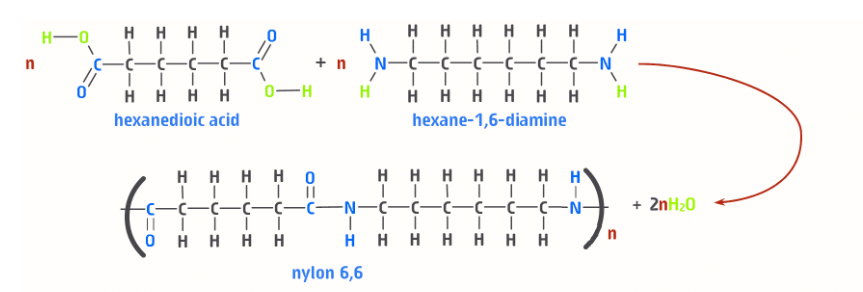 H—O H H H H O H H H H H H H H
n C—C—C—C—C—C + n N—C—C—C—C—C—C—N
O H H H H O—H H H H H H H H H
hexanedioic acid hexane-1,6-diamine
H H H H O H H H H H H H
(—C—C—C—C—C—C—N—C—C—C—C—C—C—N—)n + 2nH₂O
O H H H H H H H H H H H
nylon 6,6